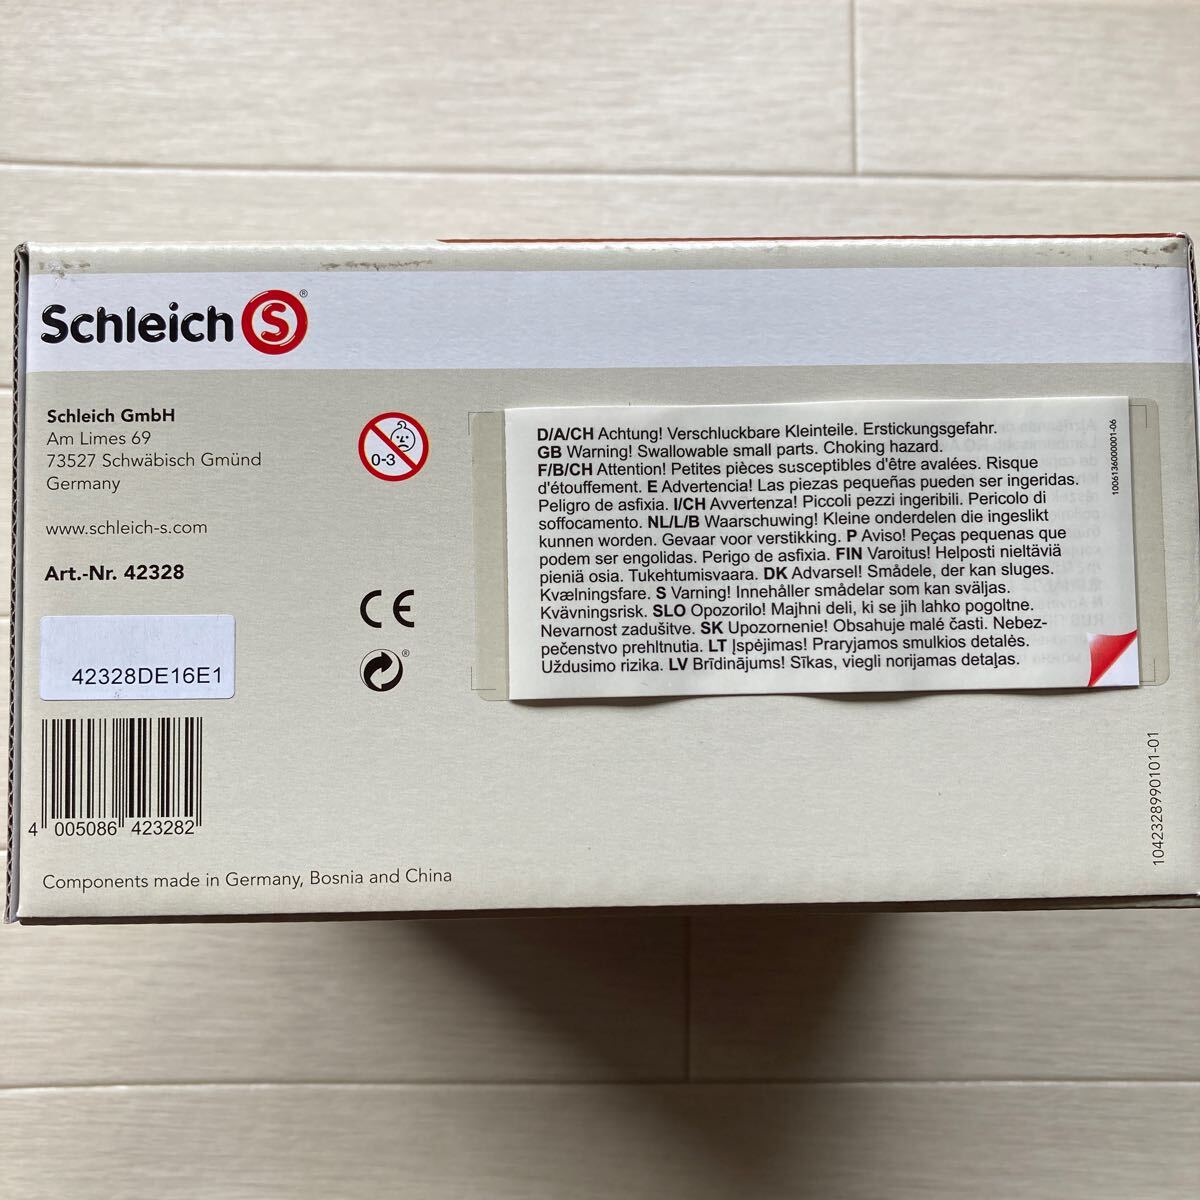 Schleich S ®
Schleich GmbH
Am Limes 69
73527 Schwäbisch Gmünd
Germany
www.schleich-s.com
Art.-Nr. 42328
42328DE16E1
4 005086 423282
Components made in Germany, Bosnia and China
0-3
CE
®
D/A/CH Achtung! Verschluckbare Kleinteile. Erstickungsgefahr.
GB Warning! Swallowable small parts. Choking hazard.
F/B/CH Attention! Petites pièces susceptibles d'être avalées. Risque
d'étouffement. E Advertencia! Las piezas pequeñas pueden ser ingeridas.
Peligro de asfixia. I/CH Avvertenza! Piccoli pezzi ingeribili. Pericolo di
soffocamento. NL/L/B Waarschuwing! Kleine onderdelen die ingeslikt
kunnen worden. Gevaar voor verstikking. P Aviso! Peças pequenas que
podem ser engolidas. Perigo de asfixia. FIN Varoitus! Helposti nieltäviä
pieniä osia. Tukehtumisvaara. DK Advarsel! Smådele, der kan sluges.
Kvælningsfare. S Varning! Innehåller smådelar som kan sväljas.
Kvävningsrisk. SLO Opozorilo! Majhni deli, ki se jih lahko pogoltne.
Nevarnost zadušitve. SK Upozornenie! Obsahuje malé časti. Nebez-
pečenstvo prehltnutia. LT Įspėjimas! Praryjamos smulkios detalės.
Uždusimo rizika. LV Brīdinājums! Sīkas, viegli norijamas detaļas.
1006136000001-06
1042328990101-01